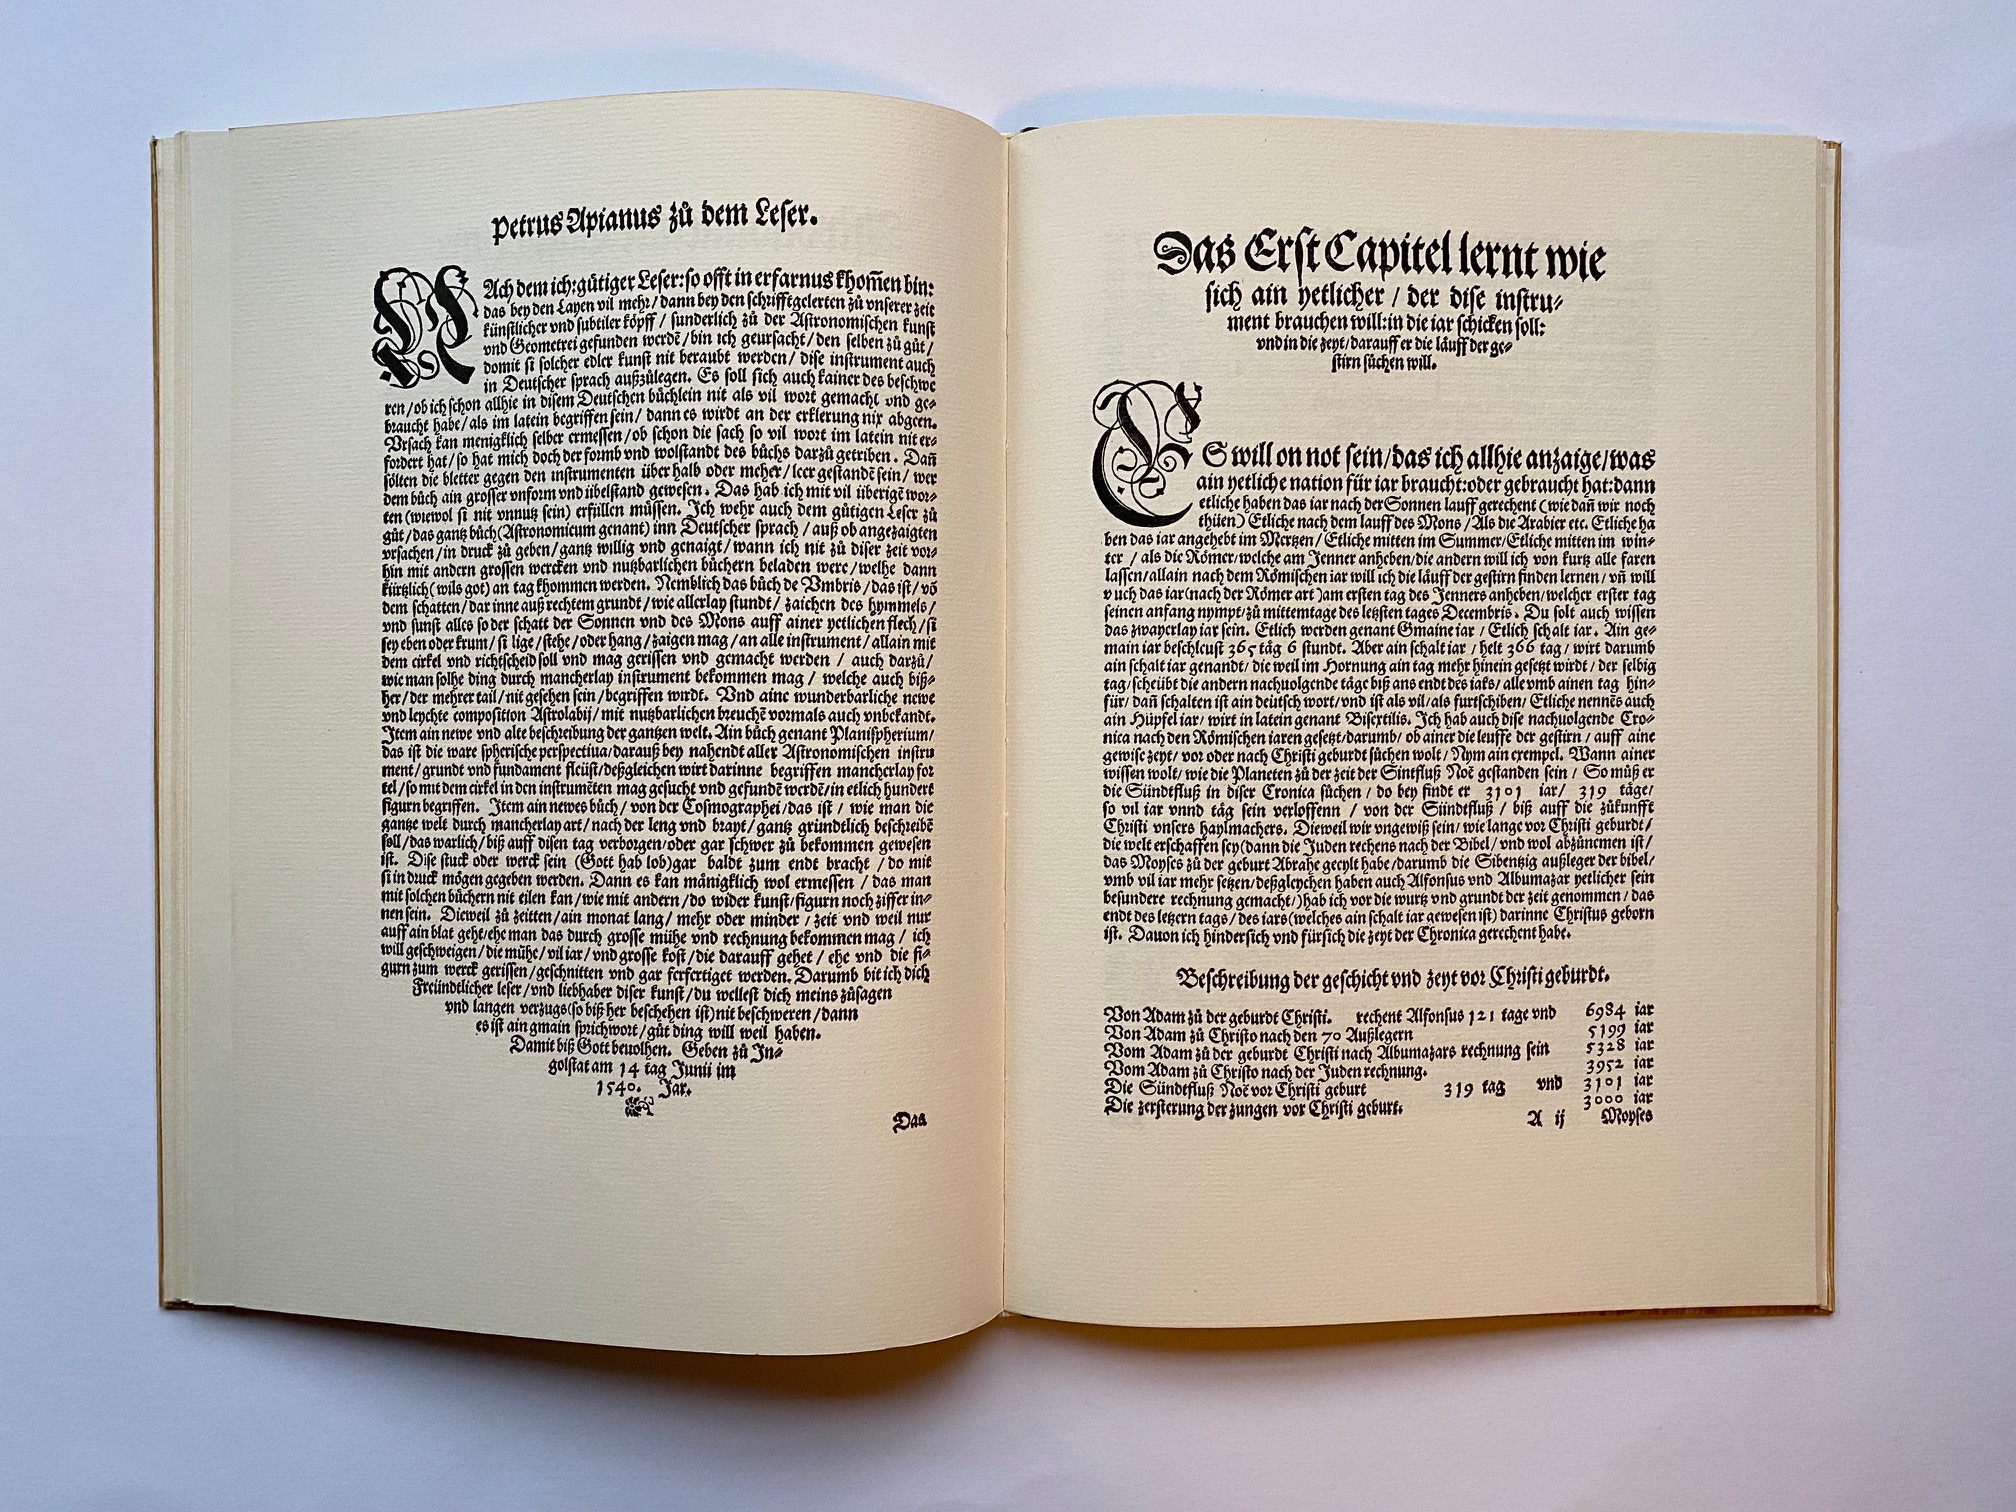 Petrus Apianus zů dem Leser.
NAch dem ich:gůtiger Leser:so offt in erfarnus khom̄en bin:
das bey den Layen vil mehr/dann bey den schrifftgelerten zů vnserer zeit
künstlicher vnd subtiler köpff/sunderlich zů der Astronomischen kunst
vnd Geometrei gefunden werdē/bin ich geursacht/den selben zů gůt/
domit si solcher edler kunst nit beraubt werden/dise instrument auch
in Deutscher sprach außzülegen. Es soll sich auch kainer des beschwe
ren/ob ich schon allhie in disem Deutschen büchlein nit als vil wort gemacht vnd ge⸗
braucht habe/als im latein begriffen sein/dann es wirdt an der erklerung nix abgeen.
Vrsach kan menigklich selber ermessen/ob schon die sach so vil wort im latein nit er⸗
fordert hat/so hat mich doch der formb vnd wolstandt des bůchs darzů getriben. Dañ
sölten die bletter gegen den instrumenten über halb oder meher/leer gestandē sein/wer
dem bůch ain grosser vnform vnd übelstand gewesen. Das hab ich mit vil überigē wor⸗
ten (wiewol si nit vnnutz sein) erfüllen müssen. Ich wehr auch dem gůtigen Leser zů
gůt/das gantz bůch (Astronomicum genant) inn Deutscher sprach/auß ob angezaigten
vrsachen/in druck zů geben/gantz willig vnd genaigt/wann ich nit zů diser zeit vor⸗
hin mit andern grossen wercken vnd nutzbarlichen büchern beladen were/welhe dann
kürtzlich (wils got) an tag khommen werden. Nemblich das bůch de Vmbris/das ist/vō
dem schatten/dar inne auß rechtem grundt/wie allerlay stundt/zaichen des hymmels/
vnd sunst alles so der schatt der Sonnen vnd des Mons auff ainer yetlichen flech/si
sey eben oder krum/si lige/stehe/oder hang/zaigen mag/an alle instrument/allain mit
dem cirkel vnd richtscheid soll vnd mag gerissen vnd gemacht werden/auch darzů/
wie man solhe ding durch mancherlay instrument bekommen mag/welche auch biß⸗
her/der mehrer tail/nit gesehen sein/begriffen wirdt. Vnd aine wunderbarliche newe
vnd leychte composition Astrolabij/mit nutzbarlichen breuchē vormals auch vnbekandt.
Item ain newe vnd alte beschreibung der gantzen welt. Ain bůch genant Planispherium/
das ist die ware spherische perspectiua/darauß bey nahendt aller Astronomischen instru
ment/grundt vnd fundament fleüst/deßgleichen wirt darinne begriffen mancherlay for
tel/so mit dem cirkel in den instrumēten mag gesucht vnd gefundē werdē/in etlich hundert
figurn begriffen. Item ain newes bůch/von der Cosmographei/das ist/wie man die
gantze welt durch mancherlay art/nach der leng vnd brayt/gantz gründtlich beschreibē
soll/das warlich/biß auff disen tag verborgen/oder gar schwer zů bekommen gewesen
ist. Dise stuck oder werck sein (Gott hab lob) gar baldt zum endt bracht/do mit
si in druck mögen gegeben werden. Dann es kan mānigklich wol ermessen/das man
mit solchen büchern nit eilen kan/wie mit andern/do wider kunst/figurn noch ziffer in⸗
nen sein. Dieweil zů zeitten/ain monat lang/mehr oder minder/zeit vnd weil nur
auff ain blat geht/ehe man das durch grosse mühe vnd rechnung bekommen mag/ich
will geschweigen/die mühe/vil iar/vnd grosse kost/die darauff gehet/ehe vnd die fi⸗
gurn zum werck gerissen/geschnitten vnd gar ferfertiget werden. Darumb bit ich dich
Freündtlicher leser/vnd liebhaber diser kunst/du wellest dich meins zůsagen
vnd langen verzugs (so biß her beschehen ist) nit beschweren/dann
es ist ain gmain sprichwort/gůt ding will weil haben.
Damit biß Gott beuolhen. Geben zů In⸗
golstat am 14 tag Junii im
1540. Jar.
Das
Das Erst Capitel lernt wie
sich ain yetlicher/der dise instru⸗
ment brauchen will:in die iar schicken soll:
vnd in die zeyt/darauff er die läuff der ge⸗
stirn sůchen will.
ES will on not sein/das ich allhie anzaige/was
ain yetliche nation für iar braucht:oder gebraucht hat:dann
etliche haben das iar nach der Sonnen lauff gerechent (wie dañ wir noch
thüen) Etliche nach dem lauff des Mons/Als die Arabier etc. Etliche ha
ben das iar angehebt im Mertzen/Etliche mitten im Summer/Etliche mitten im win⸗
ter/als die Römer/welche am Jenner anheben/die andern will ich von kurtz alle faren
lassen/allain nach dem Römischen iar will ich die läuff der gestirn finden lernen/vñ will
v uch das iar (nach der Römer art) am ersten tag des Jenners anheben/welcher erster tag
seinen anfang nympt/zů mittemtage des letzsten tages Decembris. Du solt auch wissen
das zwayerlay iar sein. Etlich werden genant Gmaine iar/Etlich schalt iar. Ain ge⸗
main iar beschleust 365 täg 6 stundt. Aber ain schalt iar/helt 366 tag/wirt darumb
ain schalt iar genandt/die weil im Hornung ain tag mehr hinein gesetzt wirdt/der selbig
tag/scheübt die andern nachuolgende täge biß ans endt des iaks/alle vmb ainen tag hin⸗
für/dañ schalten ist ain deütsch wort/vnd ist als vil/als furtschiben/Etliche nennēs auch
ain Hüpfel iar/wirt in latein genant Bisextilis. Ich hab auch dise nachuolgende Cro⸗
nica nach den Römischen iaren gesetzt/darumb/ob ainer die leuffe der gestirn/auff aine
gewise zeyt/vor oder nach Christi geburdt sůchen wolt/Nym ain exempel. Wann ainer
wissen wolt/wie die Planeten zů der zeit der Sintfluß Noē gestanden sein/So můß er
die Sündtfluß in diser Cronica sůchen/do bey findt er 3101 iar/319 täge/
so vil iar vnnd täg sein verloffenn/von der Sündtfluß/biß auff die zůkunfft
Christi vnsers haylmachers. Dieweil wir vngewiß sein/wie lange vor Christi geburdt/
die welt erschaffen sey (dann die Juden rechens nach der Bibel/vnd wol abzůnemen ist/
das Moyses zů der geburt Abrahe gecylt habe/darumb die Sibentzig außleger der bibel/
vmb vil iar mehr setzen/deßgleychen haben auch Alfonsus vnd Albumazar yetlicher sein
besundere rechnung gemacht/)hab ich vor die wurtz vnd grundt der zeit genommen/das
endt des letzern tags/des iars (welches ain schalt iar gewesen ist) darinne Christus geborn
ist. Dauon ich hindersich vnd fürsich die zeyt der Chronica gerechent habe.
Beschreibung der geschicht vnd zeyt vor Christi geburdt.
Von Adam zů der geburdt Christi. rechent Alfonsus 121 tage vnd 6984 iar
Von Adam zů Christo nach den 70 Außlegern 5199 iar
Vom Adam zů der geburdt Christi nach Albumazars rechnung sein 5328 iar
Vom Adam zů Christo nach der Juden rechnung. 3952 iar
Die Sündtfluß Noē vor Christi geburt 319 tag vnd 3101 iar
Die zersterung der zungen vor Christi geburt. 3000 iar
A ij Moyses